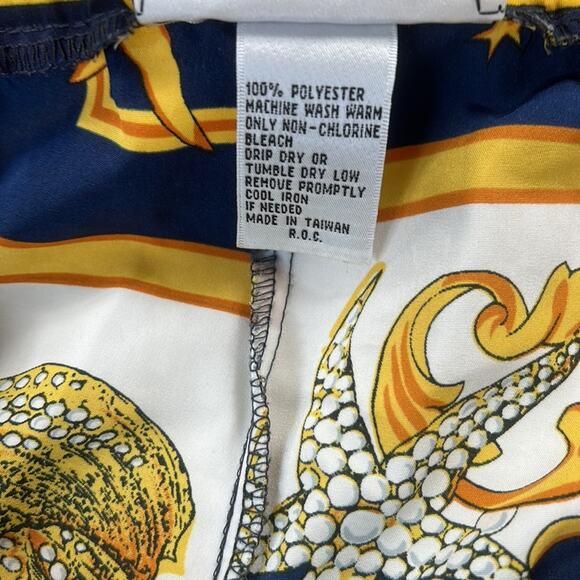 100% POLYESTER
MACHINE WASH WARM
ONLY NON-CHLORINE
BLEACH
DRIP DRY OR
TUMBLE DRY LOW
REMOVE PROMPTLY
COOL IRON
IF NEEDED
MADE IN TAIWAN
R.O.C.